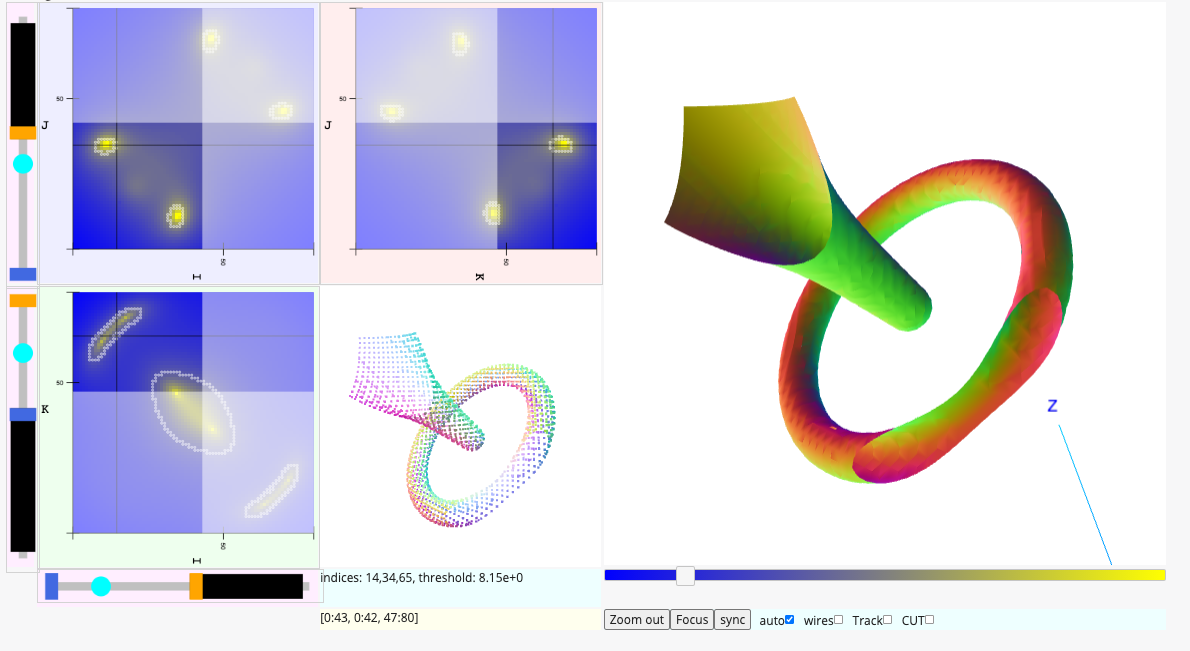 50
J
I
50
50
J
K
50
50
K
I
50
Z
indices: 14,34,65, threshold: 8.15e+0
[0:43, 0:42, 47:80]
Zoom out Focus sync auto wires Track CUT